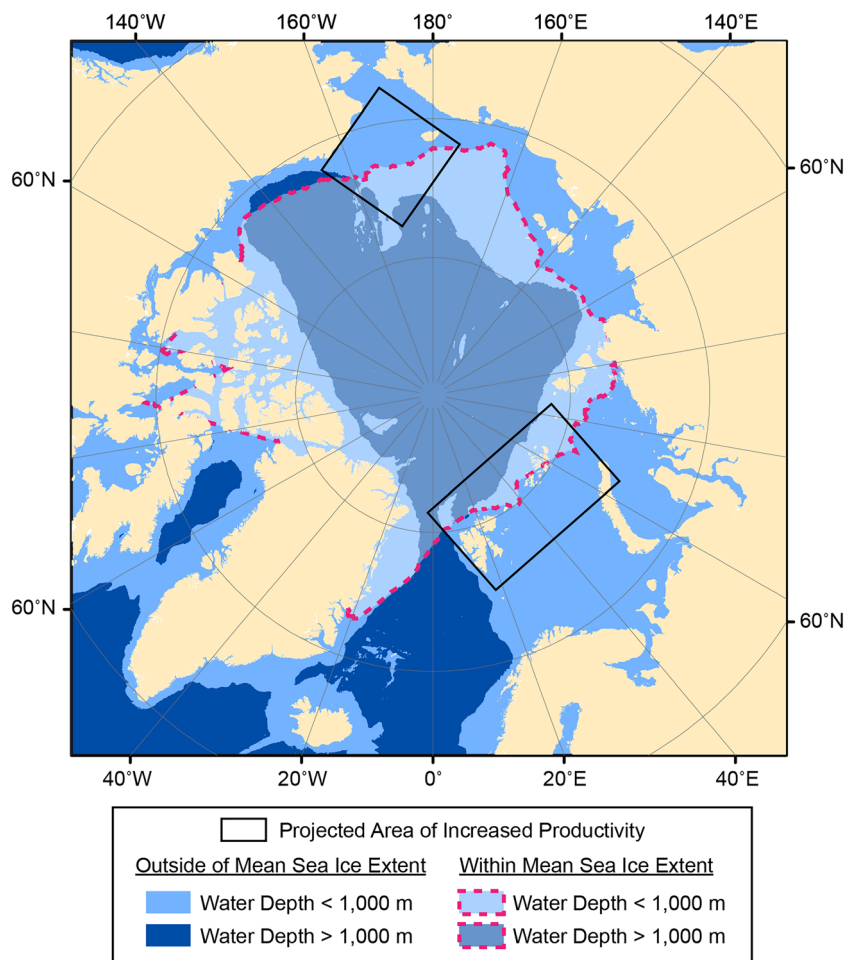 140°W 160°W 180° 160°E 140°E
60°N 60°N
60°N 60°N
40°W 20°W 0° 20°E 40°E
Projected Area of Increased Productivity
Outside of Mean Sea Ice Extent Within Mean Sea Ice Extent
Water Depth < 1,000 m Water Depth < 1,000 m
Water Depth > 1,000 m Water Depth > 1,000 m